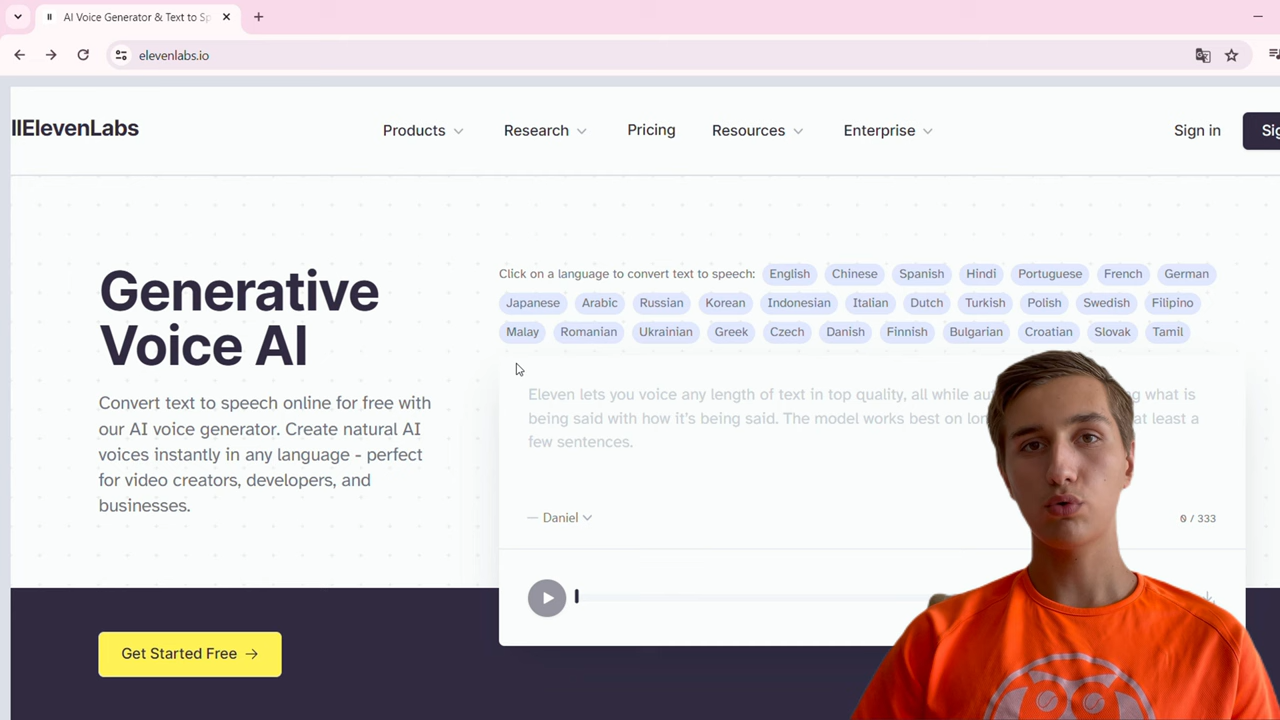 AI Voice Generator & Text to Sp
elevenlabs.io
IIElevenLabs
Products
Research
Pricing
Resources
Enterprise
Sign in
Sig
Generative
Voice AI
Convert text to speech online for free with
our AI voice generator. Create natural AI
voices instantly in any language - perfect
for video creators, developers, and
businesses.
Get Started Free →
Click on a language to convert text to speech: English Chinese Spanish Hindi Portuguese French German
Japanese Arabic Russian Korean Indonesian Italian Dutch Turkish Polish Swedish Filipino
Malay Romanian Ukrainian Greek Czech Danish Finnish Bulgarian Croatian Slovak Tamil
Eleven lets you voice any length of text in top quality, all while what is
being said with how it's being said. The model works best on at least a
few sentences.
— Daniel
0 / 333